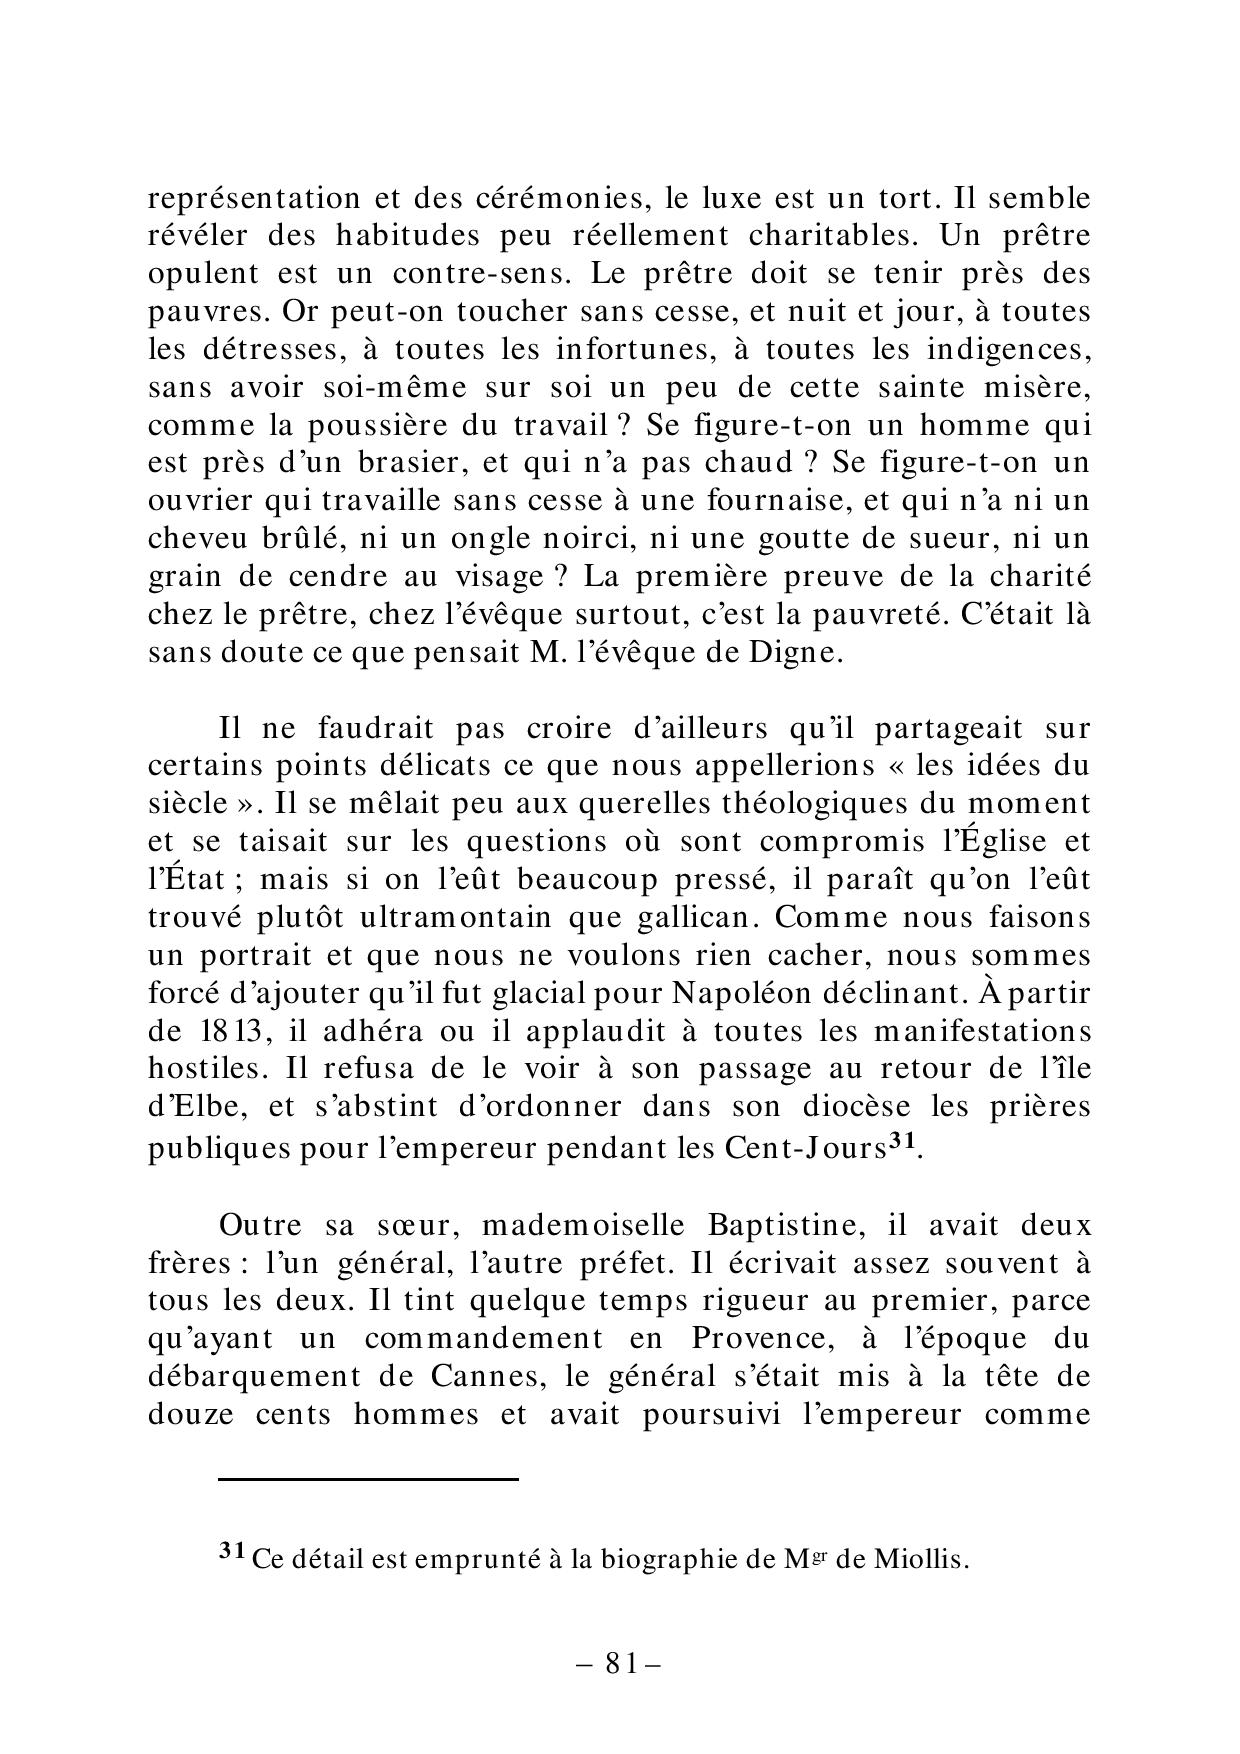 représentation et des cérémonies, le luxe est un tort. Il semble
révéler des habitudes peu réellement charitables. Un prêtre
opulent est un contre-sens. Le prêtre doit se tenir près des
pauvres. Or peut-on toucher sans cesse, et nuit et jour, à toutes
les détresses, à toutes les infortunes, à toutes les indigences,
sans avoir soi-même sur soi un peu de cette sainte misère,
comme la poussière du travail ? Se figure-t-on un homme qui
est près d’un brasier, et qui n’a pas chaud ? Se figure-t-on un
ouvrier qui travaille sans cesse à une fournaise, et qui n’a ni un
cheveu brûlé, ni un ongle noirci, ni une goutte de sueur, ni un
grain de cendre au visage ? La première preuve de la charité
chez le prêtre, chez l’évêque surtout, c’est la pauvreté. C’était là
sans doute ce que pensait M. l’évêque de Digne.
Il ne faudrait pas croire d’ailleurs qu’il partageait sur
certains points délicats ce que nous appellerions « les idées du
siècle ». Il se mêlait peu aux querelles théologiques du moment
et se taisait sur les questions où sont compromis l’Église et
l’État ; mais si on l’eût beaucoup pressé, il paraît qu’on l’eût
trouvé plutôt ultramontain que gallican. Comme nous faisons
un portrait et que nous ne voulons rien cacher, nous sommes
forcé d’ajouter qu’il fut glacial pour Napoléon déclinant. À partir
de 1813, il adhéra ou il applaudit à toutes les manifestations
hostiles. Il refusa de le voir à son passage au retour de l’île
d’Elbe, et s’abstint d’ordonner dans son diocèse les prières
publiques pour l’empereur pendant les Cent-Jours31.
Outre sa sœur, mademoiselle Baptistine, il avait deux
frères : l’un général, l’autre préfet. Il écrivait assez souvent à
tous les deux. Il tint quelque temps rigueur au premier, parce
qu’ayant un commandement en Provence, à l’époque du
débarquement de Cannes, le général s’était mis à la tête de
douze cents hommes et avait poursuivi l’empereur comme
31 Ce détail est emprunté à la biographie de Mgr de Miollis.
– 81 –